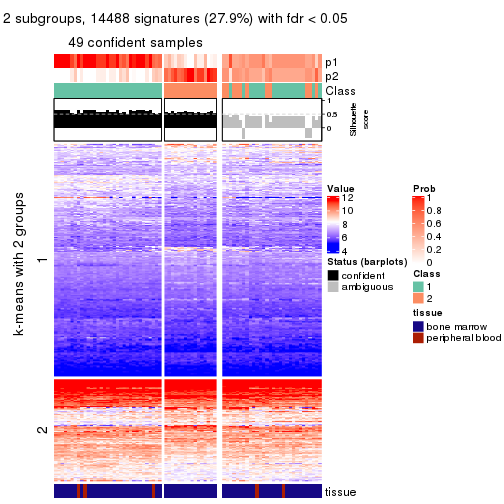 2 subgroups, 14488 signatures (27.9%) with fdr < 0.05
49 confident samples
p1
p2
Class
1
0.5
0
Silhouette
score
k-means with 2 groups
1
2
tissue
Value
12
10
8
6
4
Status (barplots)
confident
ambiguous
Prob
1
0.8
0.6
0.4
0.2
0
Class
1
2
tissue
bone marrow
peripheral blood